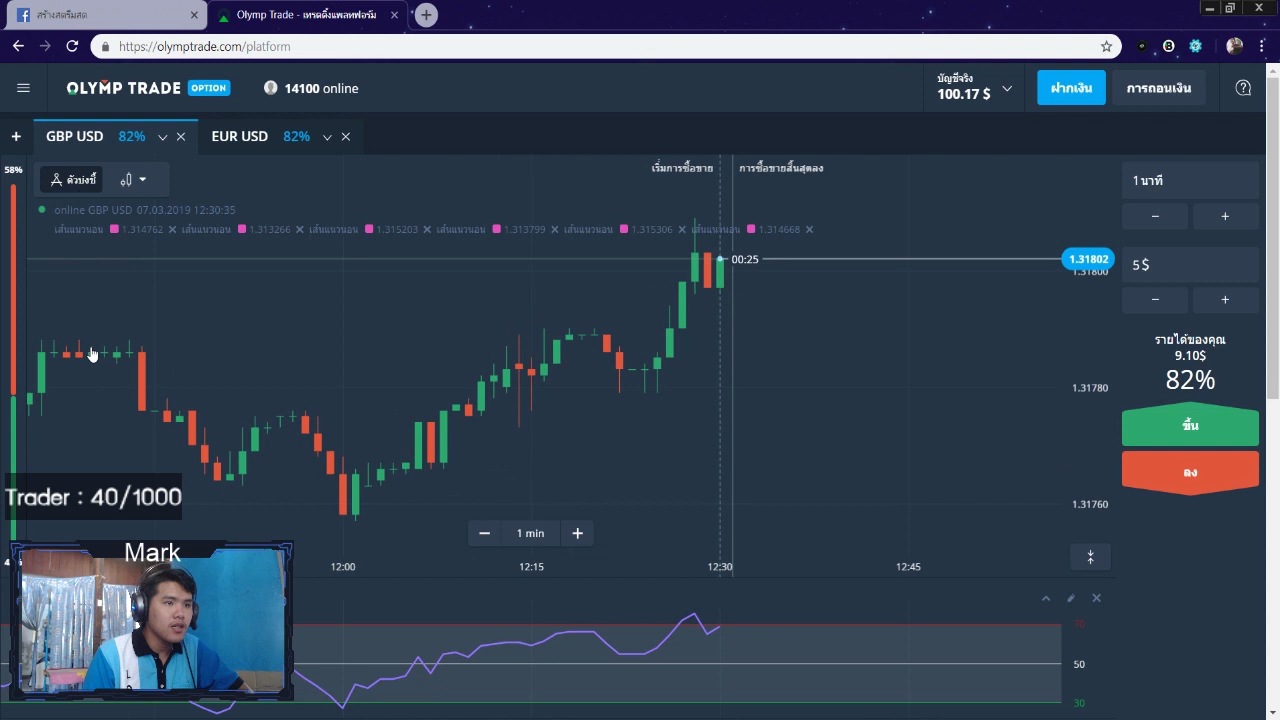 สร้างสตรีมสด
Olymp Trade - เทรดดิ้งแพลทฟอร์ม
https://olymptrade.com/platform
OLYMP TRADE OPTION
14100 online
บัญชีจริง
100.17 $
ฝากเงิน
การถอนเงิน
GBP USD 82%
EUR USD 82%
58%
ตัวบ่งชี้
เริ่มการซื้อขาย
การซื้อขายสิ้นสุดลง
online GBP USD 07.03.2019 12:30:35
เส้นแนวนอน 1.314762 เส้นแนวนอน 1.313266 เส้นแนวนอน 1.315203 เส้นแนวนอน 1.313799 เส้นแนวนอน 1.315306 เส้นแนวนอน 1.314668
00:25
1.31802
1.31800
1.31780
1.31760
1 นาที
5 $
รายได้ของคุณ
9.10$
82%
ขึ้น
ลง
Trader : 40/1000
1 min
12:00
12:15
12:30
12:45
Mark
70
50
30